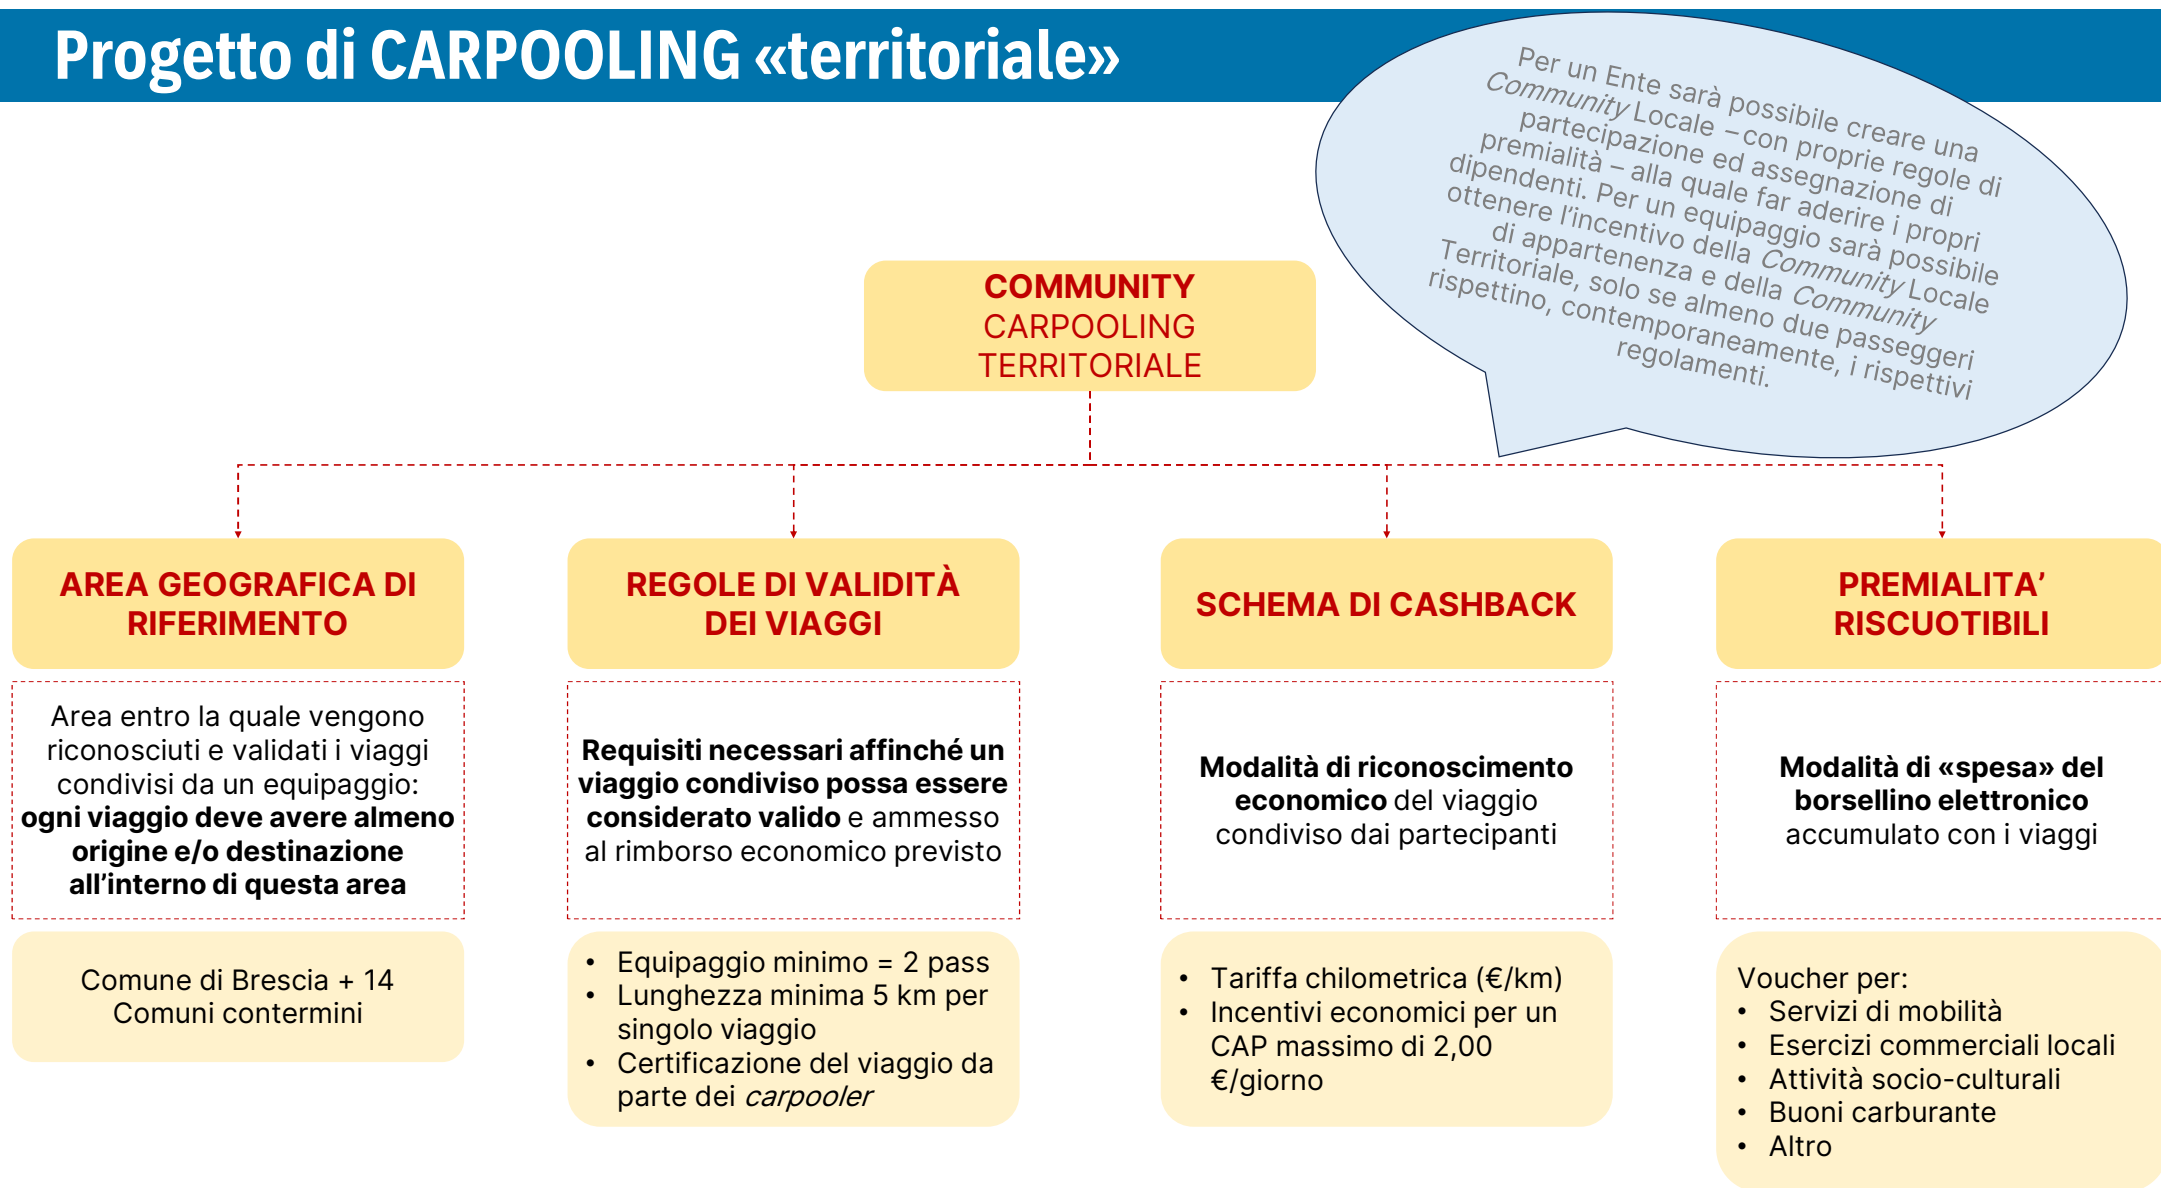 Progetto di CARPOOLING «territoriale»
Per un Ente sarà possibile creare una
Community Locale – con proprie regole di
partecipazione ed assegnazione di
premialità – alla quale far aderire i propri
dipendenti. Per un equipaggio sarà possibile
ottenere l’incentivo della Community Locale
di appartenenza e della Community
Territoriale, solo se almeno due passeggeri
rispettino, contemporaneamente, i rispettivi
regolamenti.
COMMUNITY
CARPOOLING
TERRITORIALE
AREA GEOGRAFICA DI
RIFERIMENTO
Area entro la quale vengono
riconosciuti e validati i viaggi
condivisi da un equipaggio:
ogni viaggio deve avere almeno
origine e/o destinazione
all’interno di questa area
Comune di Brescia + 14
Comuni contermini
REGOLE DI VALIDITÀ
DEI VIAGGI
Requisiti necessari affinché un
viaggio condiviso possa essere
considerato valido e ammesso
al rimborso economico previsto
• Equipaggio minimo = 2 pass
• Lunghezza minima 5 km per
singolo viaggio
• Certificazione del viaggio da
parte dei carpooler
SCHEMA DI CASHBACK
Modalità di riconoscimento
economico del viaggio
condiviso dai partecipanti
• Tariffa chilometrica (€/km)
• Incentivi economici per un
CAP massimo di 2,00
€/giorno
PREMIALITA’
RISCUOTIBILI
Modalità di «spesa» del
borsellino elettronico
accumulato con i viaggi
Voucher per:
• Servizi di mobilità
• Esercizi commerciali locali
• Attività socio-culturali
• Buoni carburante
• Altro